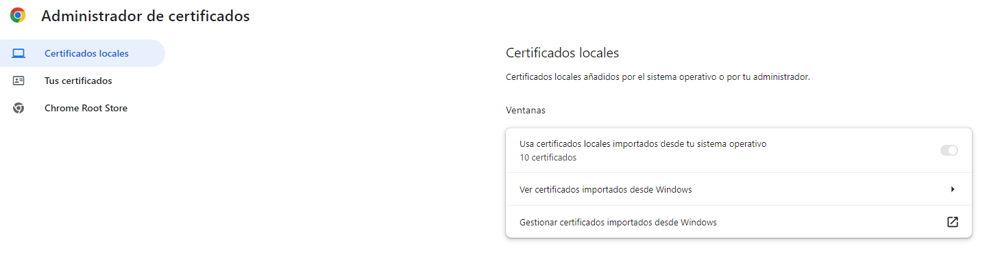 Administrador de certificados
Certificados locales
Tus certificados
Chrome Root Store
Certificados locales
Certificados locales añadidos por el sistema operativo o por tu administrador.
Ventanas
Usa certificados locales importados desde tu sistema operativo
10 certificados
Ver certificados importados desde Windows
Gestionar certificados importados desde Windows